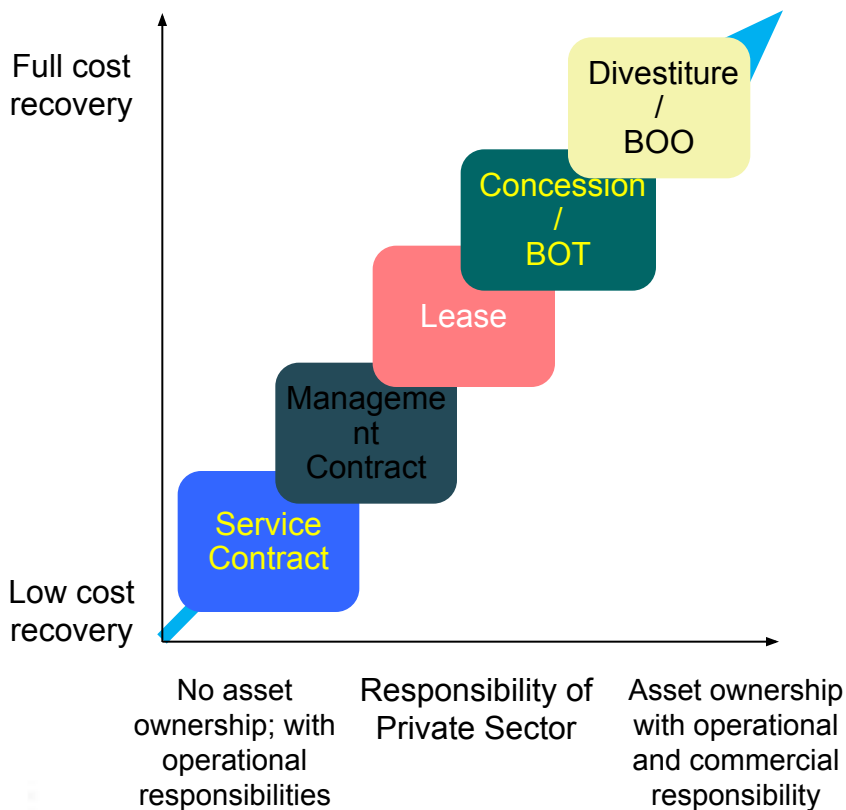 Full cost
recovery
Divestiture
/
BOO
Concession
/
BOT
Lease
Manageme
nt
Contract
Service
Contract
Low cost
recovery
No asset
ownership; with
operational
responsibilities
Responsibility of
Private Sector
Asset ownership
with operational
and commercial
responsibility